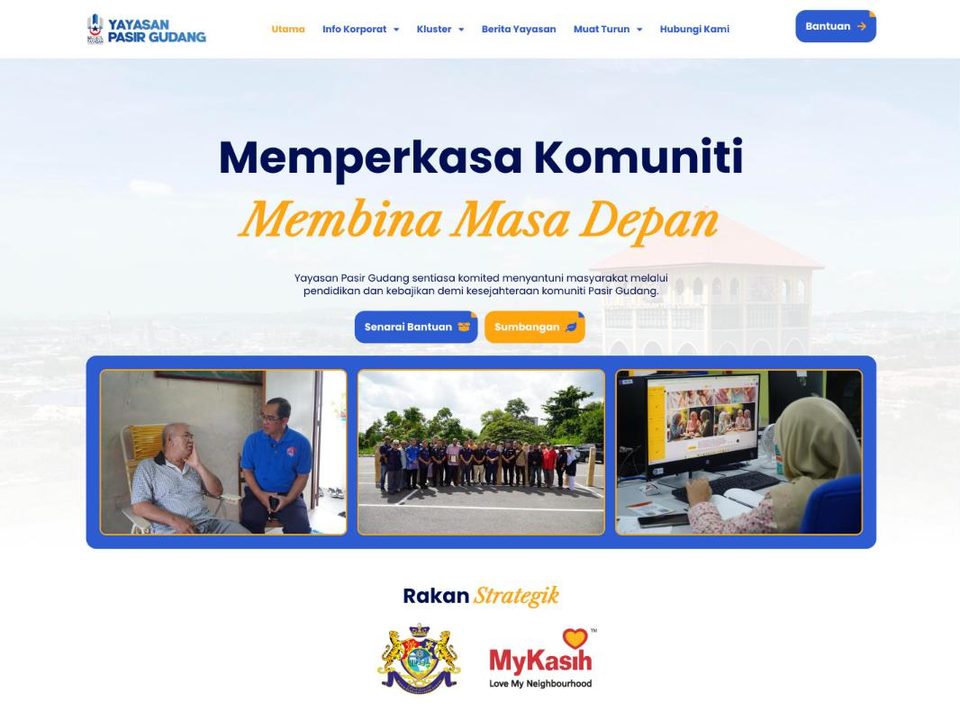 YAYASAN
PASIR GUDANG
Utama
Info Korporat
Kluster
Berita Yayasan
Muat Turun
Hubungi Kami
Bantuan
Memperkasa Komuniti
Membina Masa Depan
Yayasan Pasir Gudang sentiasa komited menyantuni masyarakat melalui
pendidikan dan kebajikan demi kesejahteraan komuniti Pasir Gudang.
Senarai Bantuan
Sumbangan
Rakan Strategik
MyKasih™
Love My Neighbourhood